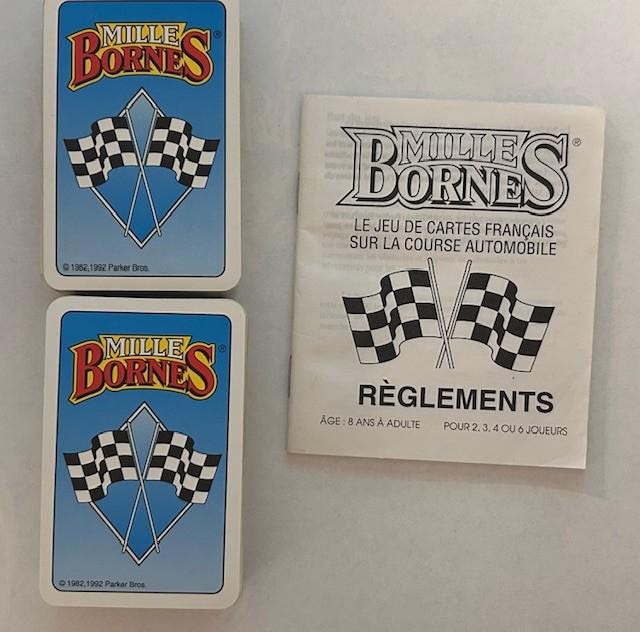 MILLE
BORNES®
© 1982,1992 Parker Bros.
MILLE
BORNES®
© 1982,1992 Parker Bros.
MILLE
BORNES®
LE JEU DE CARTES FRANÇAIS
SUR LA COURSE AUTOMOBILE
RÈGLEMENTS
ÂGE : 8 ANS À ADULTE POUR 2, 3, 4 OU 6 JOUEURS